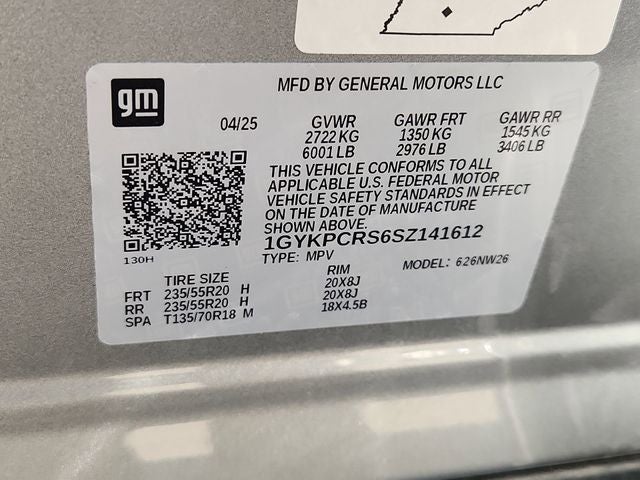 gm
MFD BY GENERAL MOTORS LLC
04/25
GVWR GAWR FRT GAWR RR
2722 KG 1350 KG 1545 KG
6001 LB 2976 LB 3406 LB
THIS VEHICLE CONFORMS TO ALL
APPLICABLE U.S. FEDERAL MOTOR
VEHICLE SAFETY STANDARDS IN EFFECT
ON THE DATE OF MANUFACTURE
SHOWN ABOVE.
1GYKPCRS6SZ141612
130H
TYPE: MPV MODEL: 626NW26
TIRE SIZE RIM
FRT 235/55R20 H 20X8J
RR 235/55R20 H 20X8J
SPA T135/70R18 M 18X4.5B